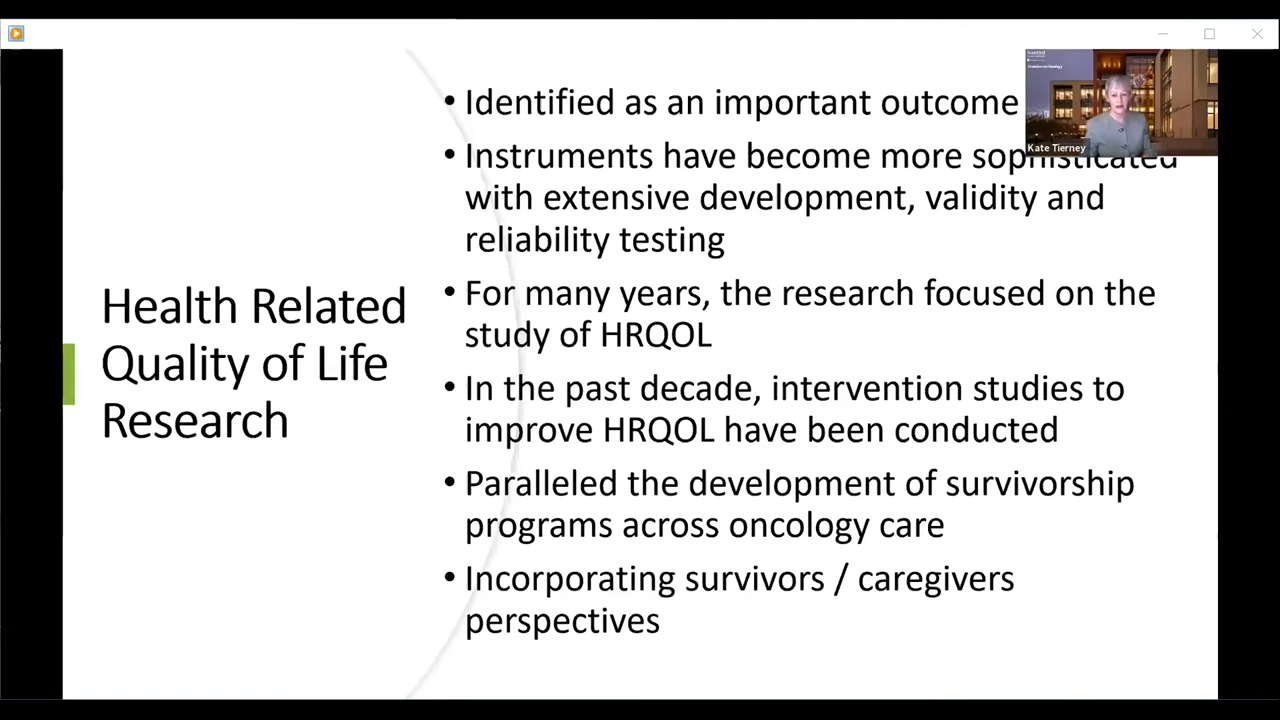 Health Related
Quality of Life
Research
• Identified as an important outcome
• Instruments have become more sophisticated
with extensive development, validity and
reliability testing
• For many years, the research focused on the
study of HRQOL
• In the past decade, intervention studies to
improve HRQOL have been conducted
• Paralleled the development of survivorship
programs across oncology care
• Incorporating survivors / caregivers
perspectives
Kate Tierney